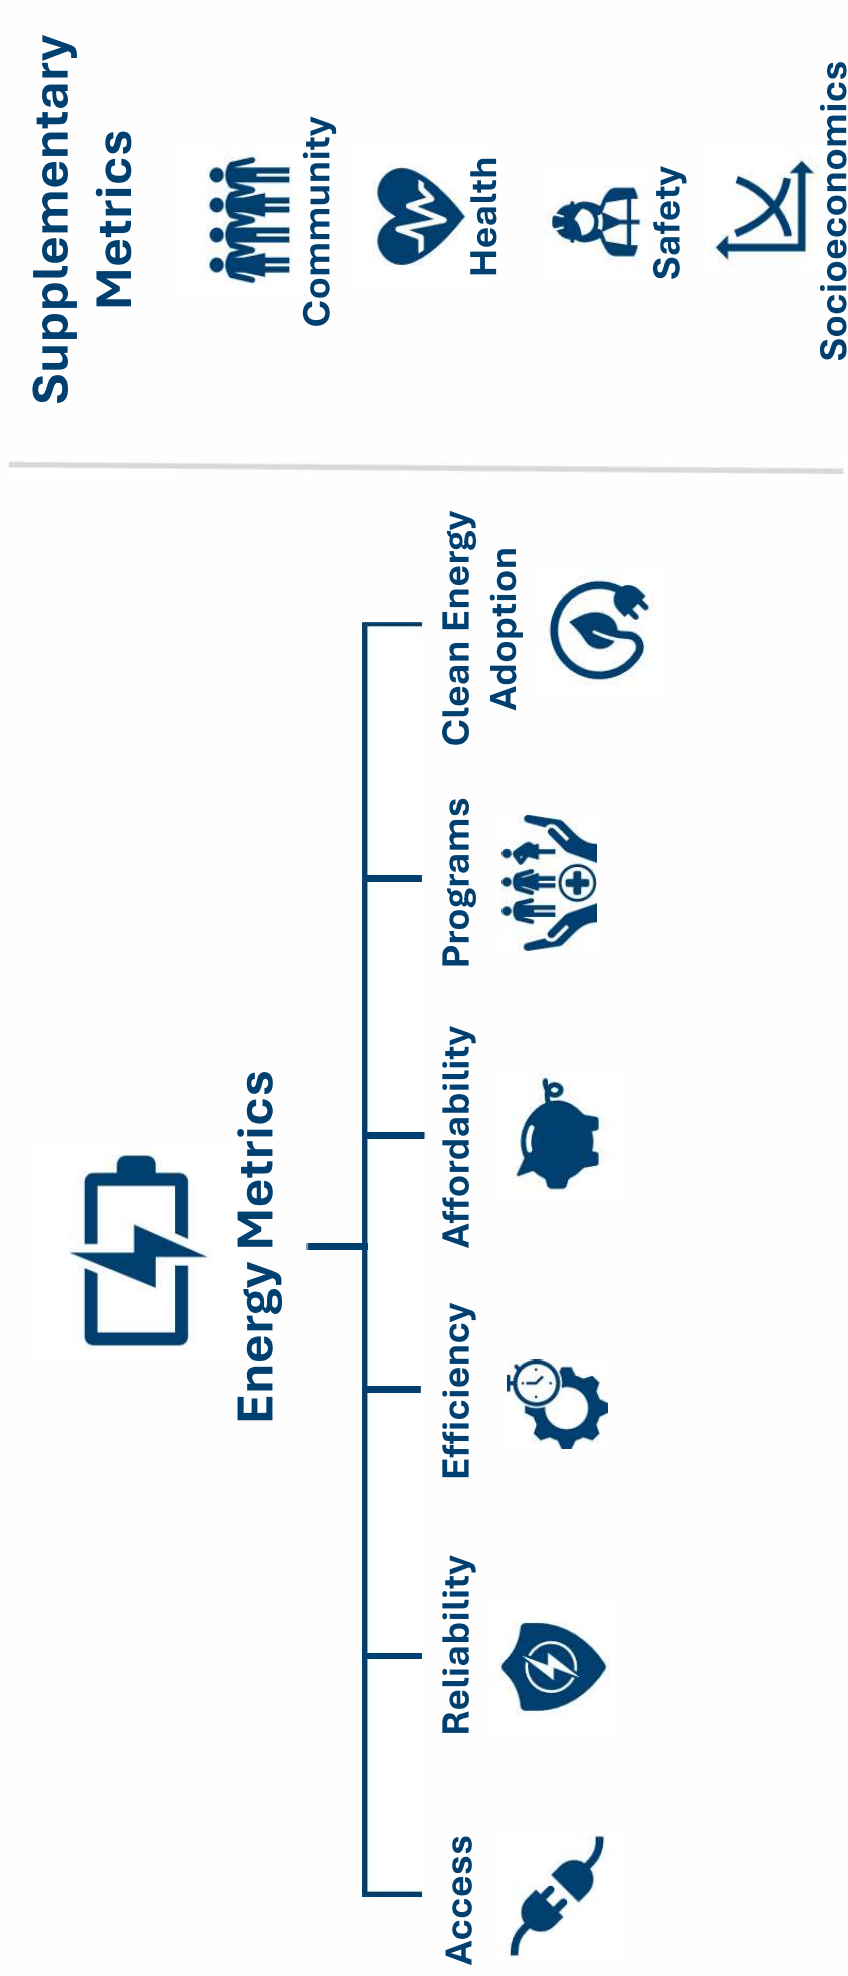 Energy Metrics
Access
Reliability
Efficiency
Affordability
Programs
Clean Energy
Adoption
Supplementary
Metrics
Community
Health
Safety
Socioeconomics